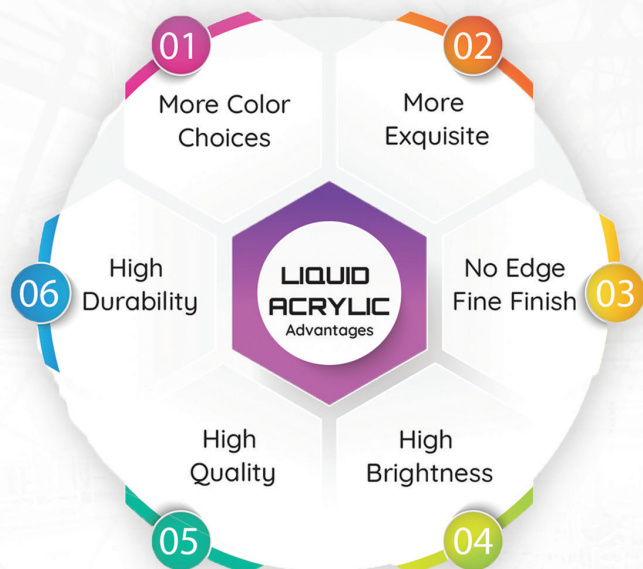 01
More Color
Choices
02
More
Exquisite
03
No Edge
Fine Finish
04
High
Brightness
05
High
Quality
06
High
Durability
LIQUID
ACRYLIC
Advantages